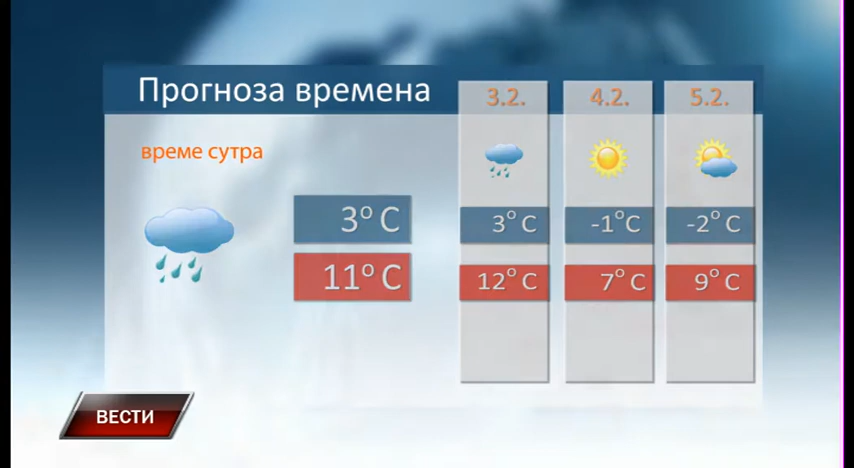 Прогноза времена
време сутра
3° C
11° C
3.2.
3° C
12° C
4.2.
-1°C
7° C
5.2.
-2° C
9° C
ВЕСТИ